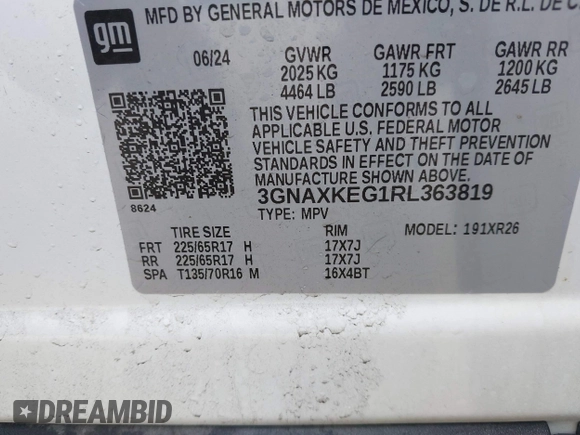 MFD BY GENERAL MOTORS DE MEXICO, S. DE R.L. DE
gm
06/24 GVWR GAWR FRT GAWR RR
2025 KG 1175 KG 1200 KG
4464 LB 2590 LB 2645 LB
THIS VEHICLE CONFORMS TO ALL
APPLICABLE U.S. FEDERAL MOTOR
VEHICLE SAFETY AND THEFT PREVENTION
STANDARDS IN EFFECT ON THE DATE OF
MANUFACTURE SHOWN ABOVE.
3GNAXKEG1RL363819
8624 TYPE: MPV MODEL: 191XR26
TIRE SIZE RIM
FRT 225/65R17 H 17X7J
RR 225/65R17 H 17X7J
SPA T135/70R16 M 16X4BT
DREAMBID